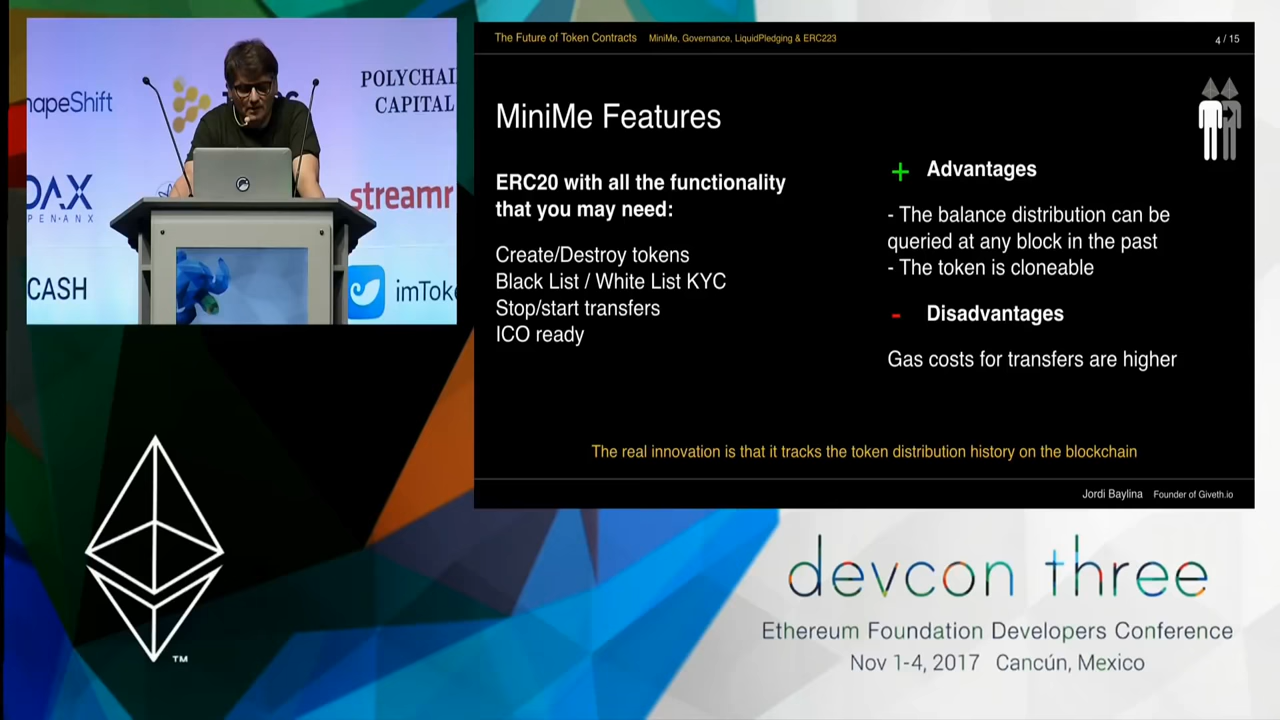 hapeShift
POLYCHAI
CAPITAL
OAX
OPEN·ANX
streamr
CASH
imToke
The Future of Token Contracts MiniMe, Governance, LiquidPledging & ERC223
4 / 15
MiniMe Features
ERC20 with all the functionality
that you may need:
Create/Destroy tokens
Black List / White List KYC
Stop/start transfers
ICO ready
+ Advantages
- The balance distribution can be
queried at any block in the past
- The token is cloneable
- Disadvantages
Gas costs for transfers are higher
The real innovation is that it tracks the token distribution history on the blockchain
Jordi Baylina Founder of Giveth.io
TM
devcon three
Ethereum Foundation Developers Conference
Nov 1-4, 2017 Cancún, Mexico